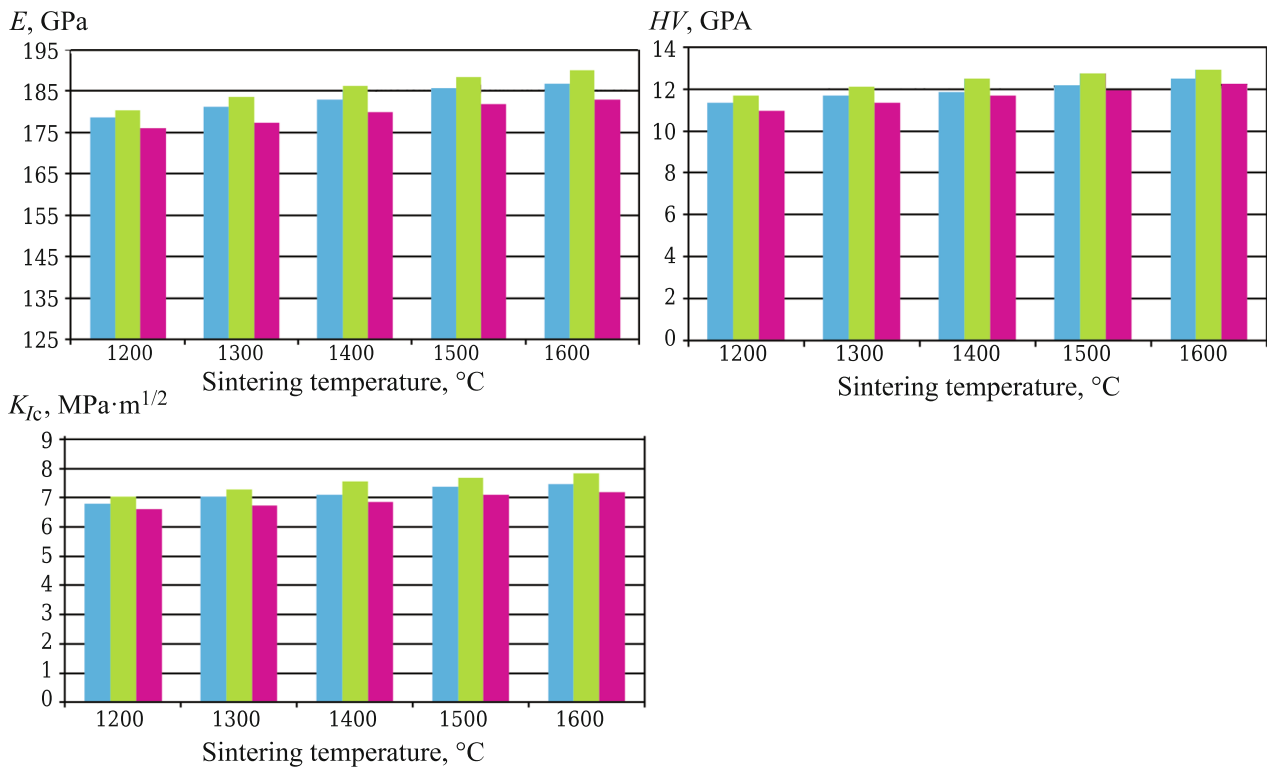 E, GPa
195
185
175
165
155
145
135
125
1200 1300 1400 1500 1600
Sintering temperature, °C
HV, GPA
14
12
10
8
6
4
2
0
1200 1300 1400 1500 1600
Sintering temperature, °C
K_Ic, MPa·m^1/2
9
8
7
6
5
4
3
2
1
0
1200 1300 1400 1500 1600
Sintering temperature, °C